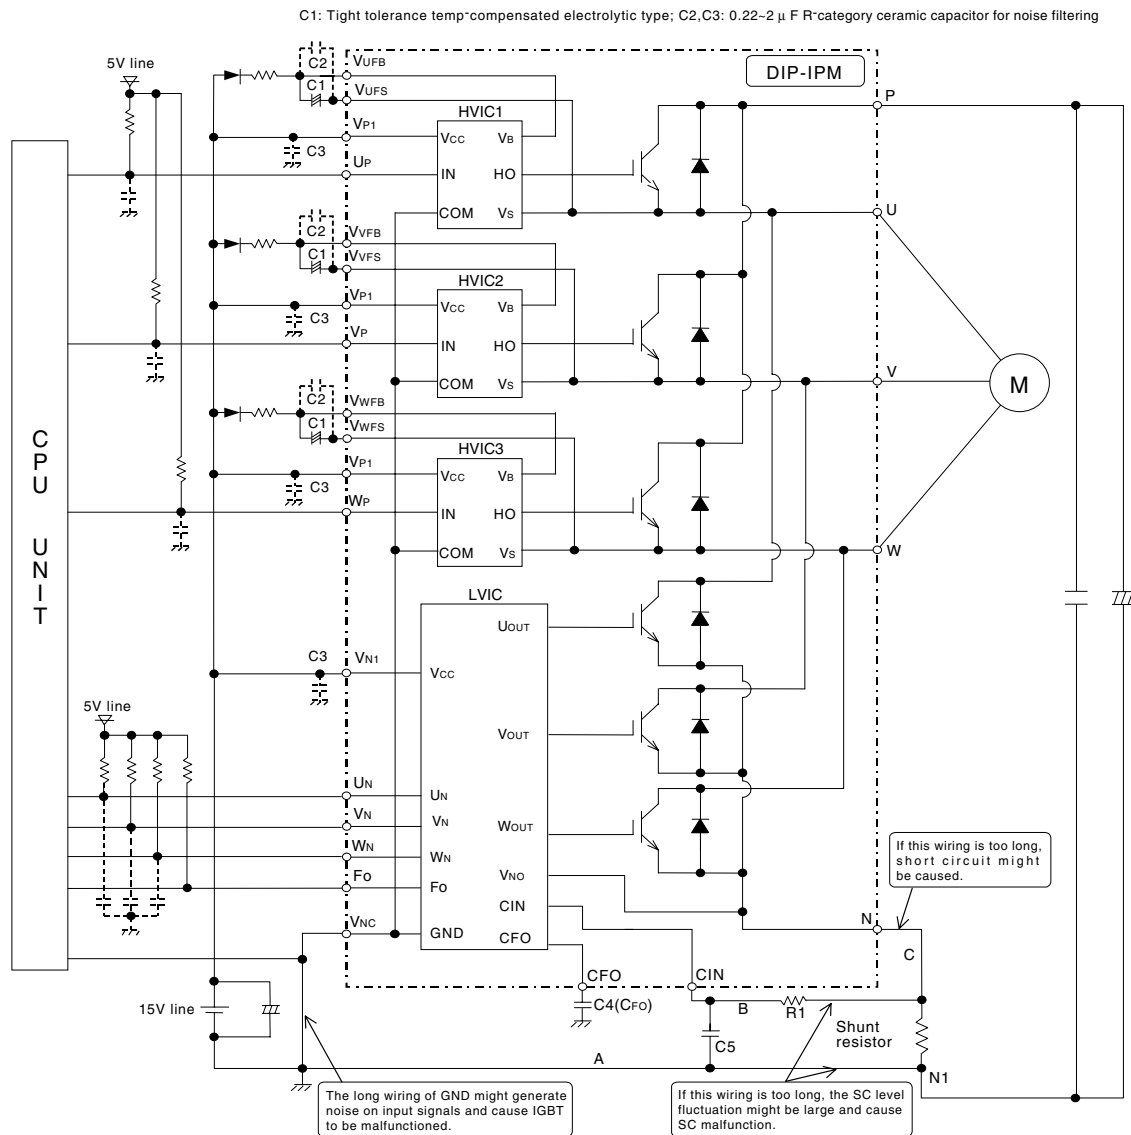 C1: Tight tolerance temp-compensated electrolytic type; C2,C3: 0.22~2 μ F R-category ceramic capacitor for noise filtering
5V line
C2
C1
VUFB
VUFS
DIP-IPM
P
HVIC1
VP1
C3
VCC
VB
UP
IN
HO
COM
VS
U
C2
C1
VVFB
VVFS
HVIC2
VP1
C3
VCC
VB
VP
IN
HO
COM
VS
V
M
C2
C1
VWFB
VWFS
HVIC3
VP1
C3
VCC
VB
WP
IN
HO
COM
VS
W
CPU UNIT
LVIC
UOUT
C3
VN1
VCC
5V line
VOUT
UN
UN
VN
VN
WOUT
WN
WN
Fo
Fo
VNO
CIN
VNC
GND
CFO
If this wiring is too long,
short circuit might
be caused.
N
C
CFO
CIN
15V line
C4(CFO)
B
R1
Shunt
resistor
C5
A
N1
The long wiring of GND might generate
noise on input signals and cause IGBT
to be malfunctioned.
If this wiring is too long, the SC level
fluctuation might be large and cause
SC malfunction.